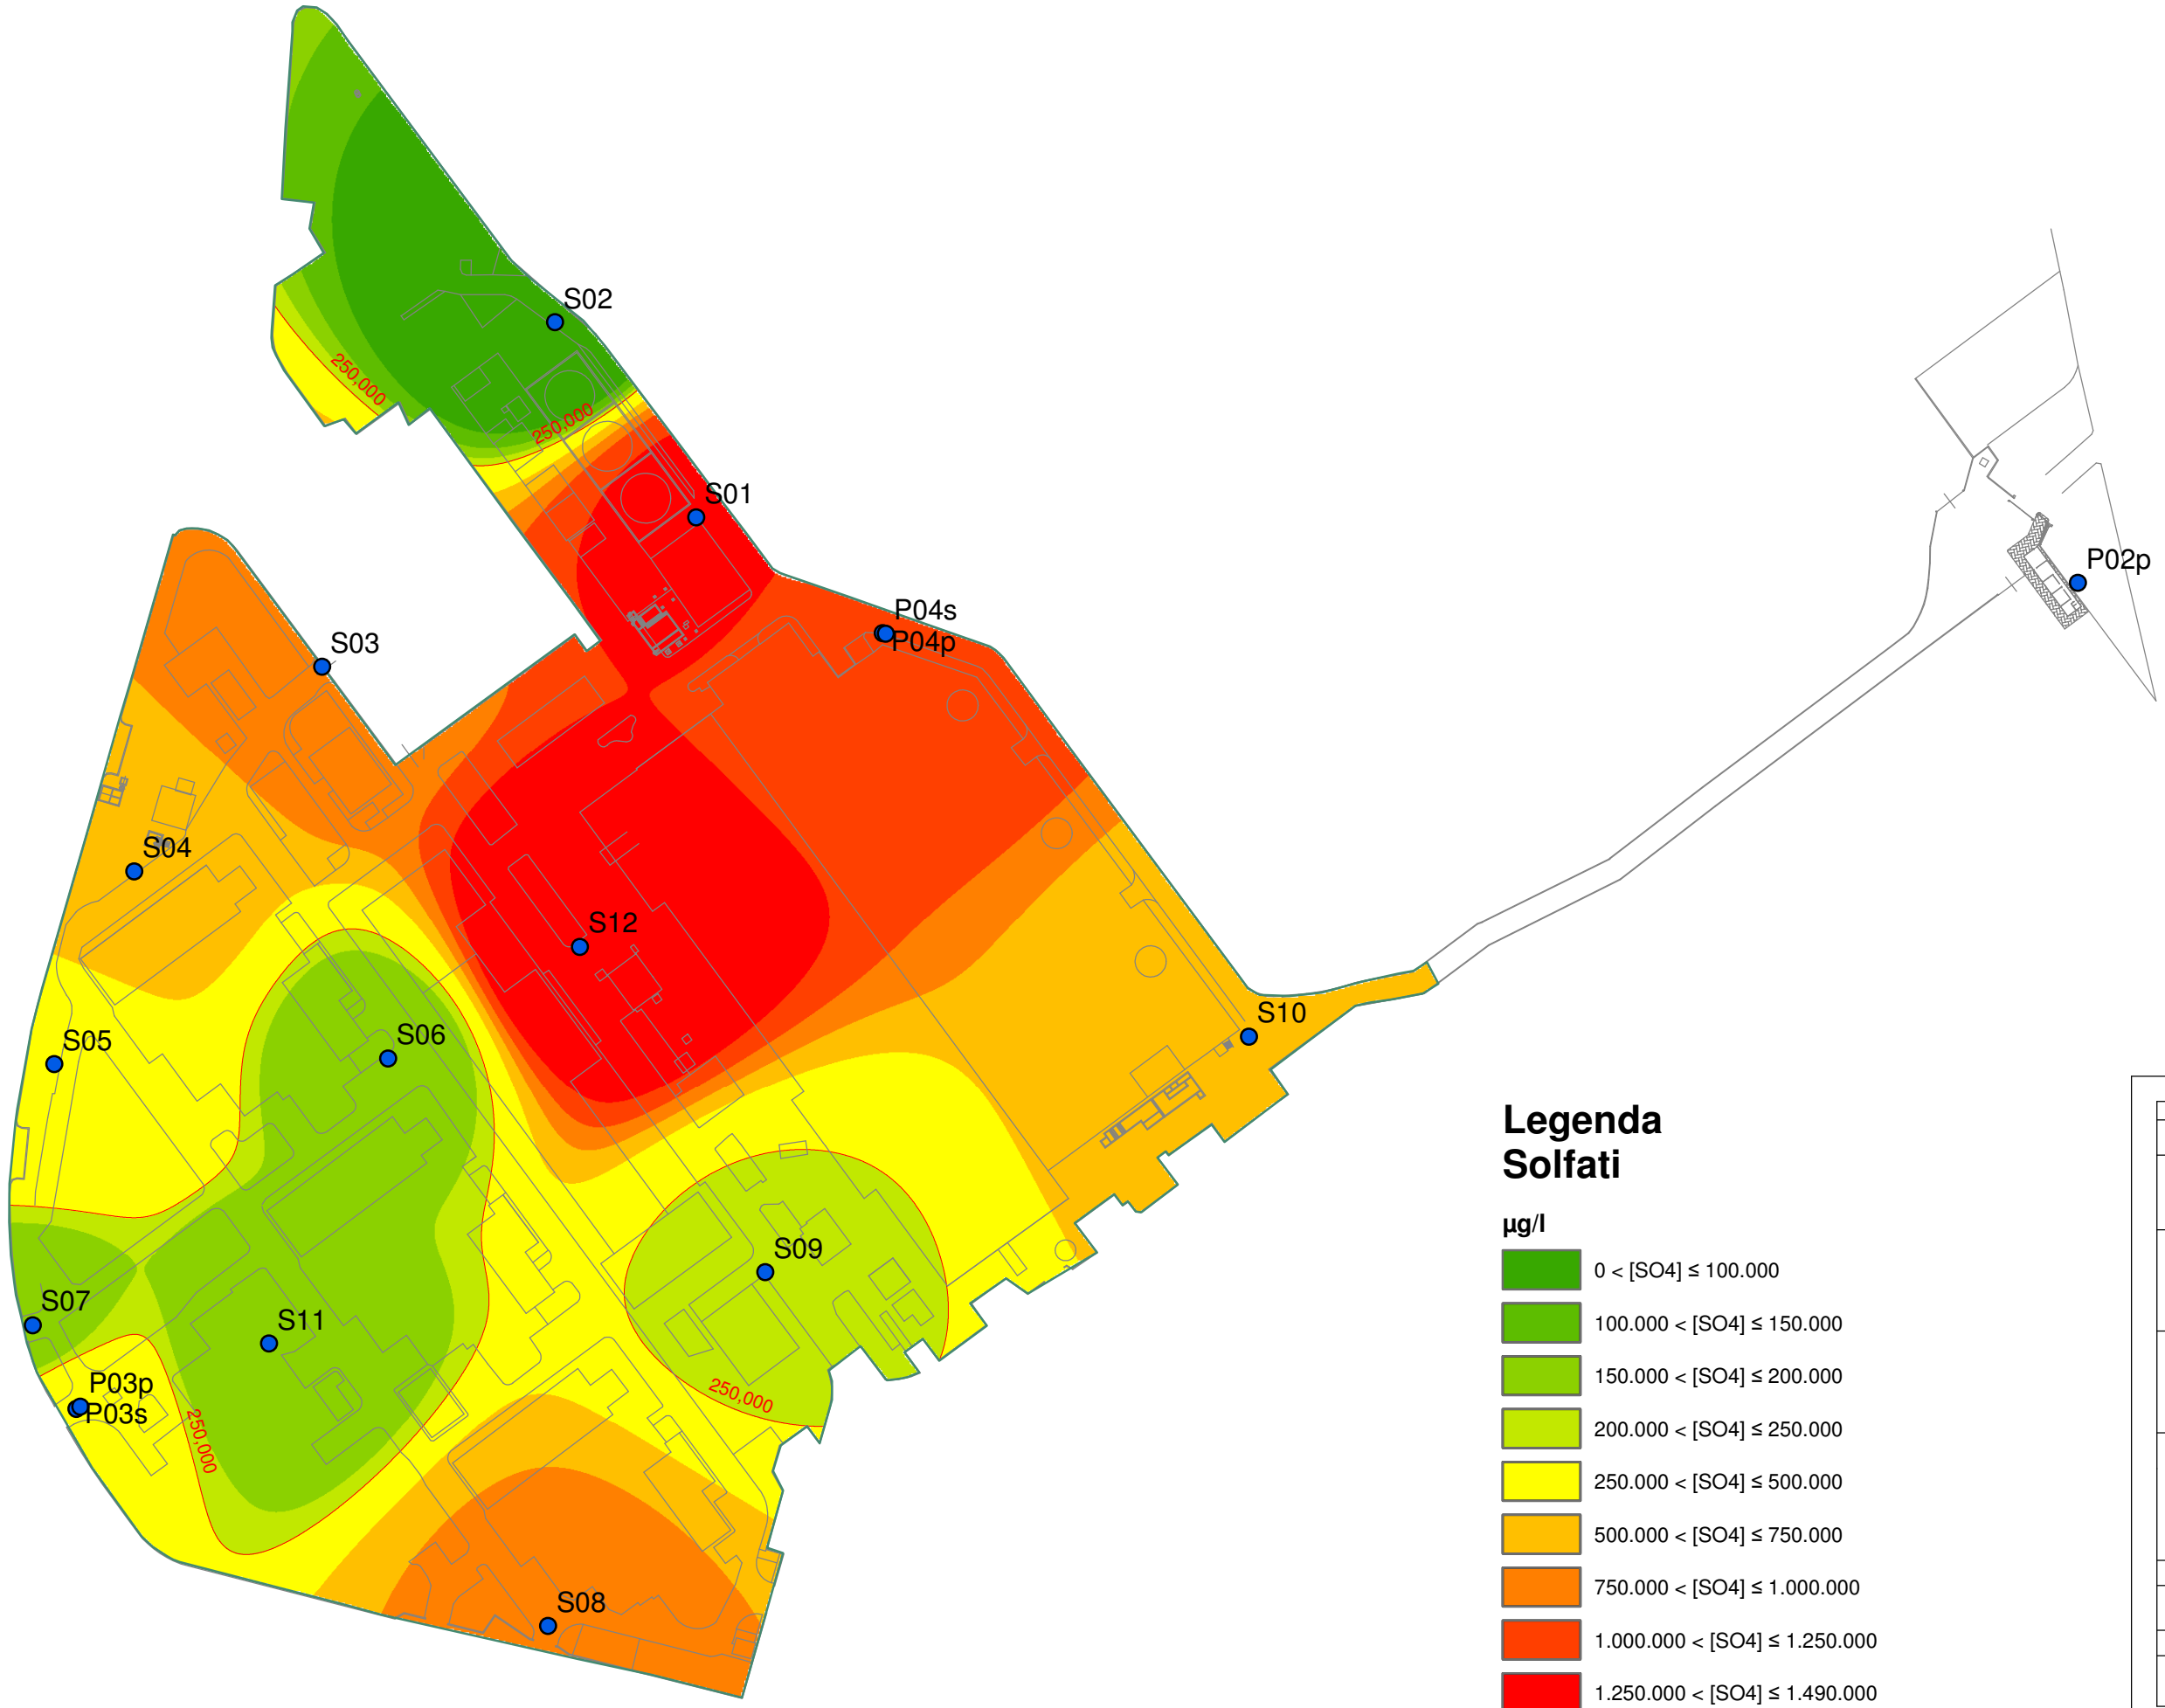 S02
250,000
250,000
S01
P04s
P04p
P02p
S03
S04
S12
S10
S05
S06
S09
S07
S11
P03p
P03s
250,000
250,000
S08
Legenda
Solfati
µg/l
0 < [SO4] ≤ 100.000
100.000 < [SO4] ≤ 150.000
150.000 < [SO4] ≤ 200.000
200.000 < [SO4] ≤ 250.000
250.000 < [SO4] ≤ 500.000
500.000 < [SO4] ≤ 750.000
750.000 < [SO4] ≤ 1.000.000
1.000.000 < [SO4] ≤ 1.250.000
1.250.000 < [SO4] ≤ 1.490.000